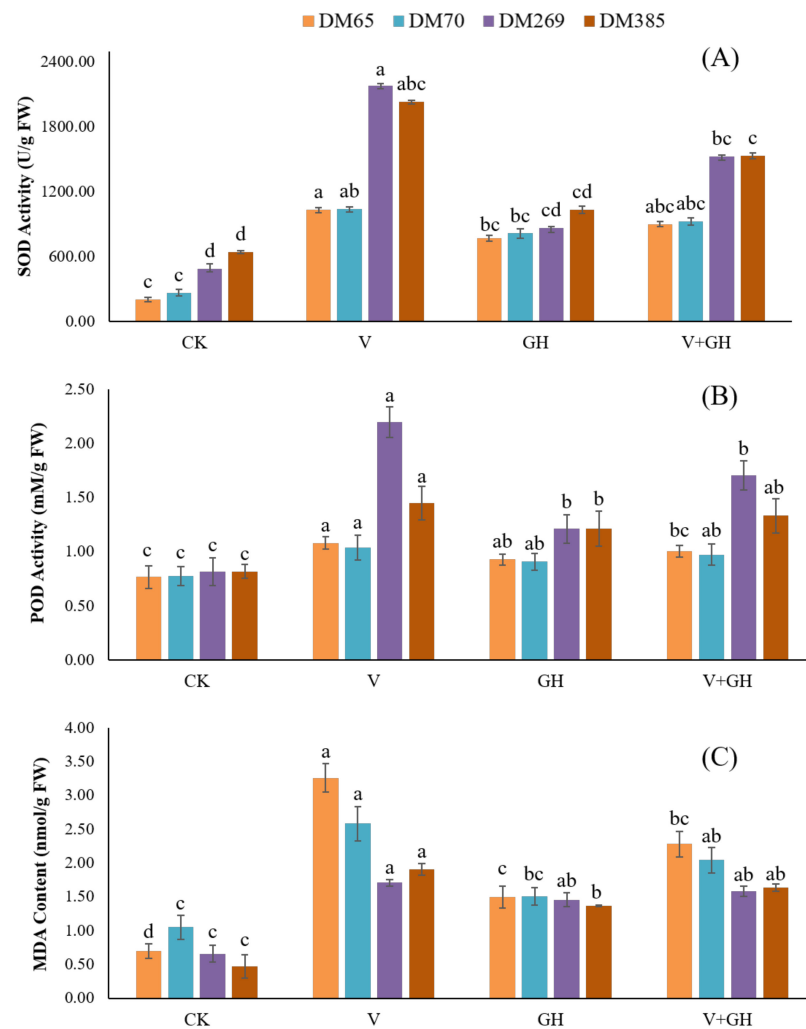 DM65 DM70 DM269 DM385
(A)
SOD Activity (U/g FW)
2400.00
1800.00
1200.00
600.00
0.00
c c d d
a ab a abc
bc bc cd cd
abc abc bc c
CK V GH V+GH
(B)
POD Activity (mM/g FW)
2.50
2.00
1.50
1.00
0.50
0.00
c c c c
a a a a
ab ab b b
bc ab b ab
CK V GH V+GH
(C)
MDA Content (nmol/g FW)
4.00
3.50
3.00
2.50
2.00
1.50
1.00
0.50
0.00
d c c c
a a a a
c bc ab b
bc ab ab ab
CK V GH V+GH